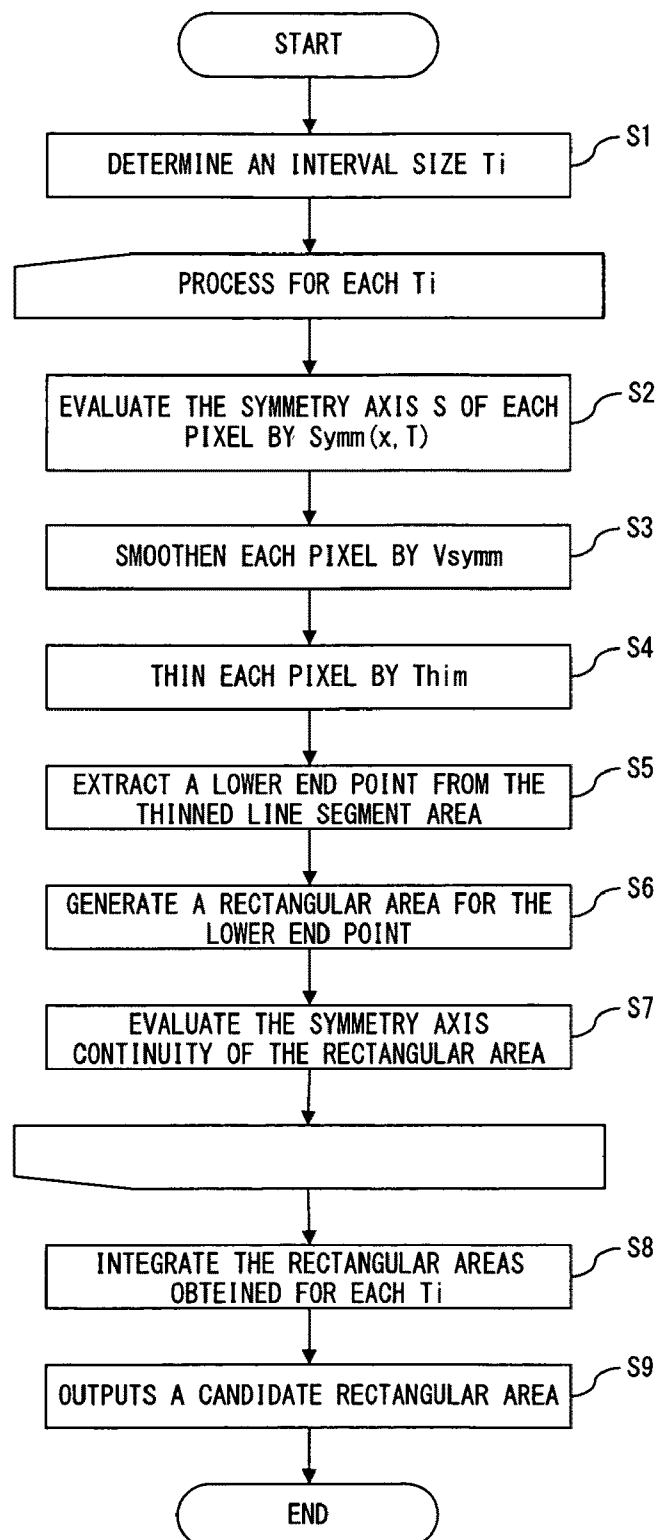 START
S1
DETERMINE AN INTERVAL SIZE Ti
PROCESS FOR EACH Ti
S2
EVALUATE THE SYMMETRY AXIS S OF EACH
PIXEL BY Symm(x,T)
S3
SMOOTHEN EACH PIXEL BY Vsymm
S4
THIN EACH PIXEL BY Thim
S5
EXTRACT A LOWER END POINT FROM THE
THINNED LINE SEGMENT AREA
S6
GENERATE A RECTANGULAR AREA FOR THE
LOWER END POINT
S7
EVALUATE THE SYMMETRY AXIS
CONTINUITY OF THE RECTANGULAR AREA
S8
INTEGRATE THE RECTANGULAR AREAS
OBTEINED FOR EACH Ti
S9
OUTPUTS A CANDIDATE RECTANGULAR AREA
END